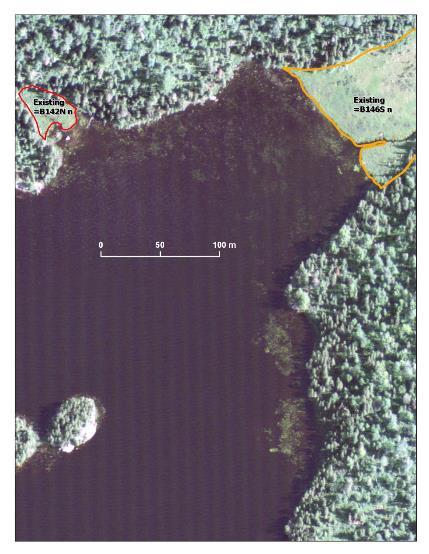 Existing
=B142N n
Existing
=B146S n
0 50 100 m